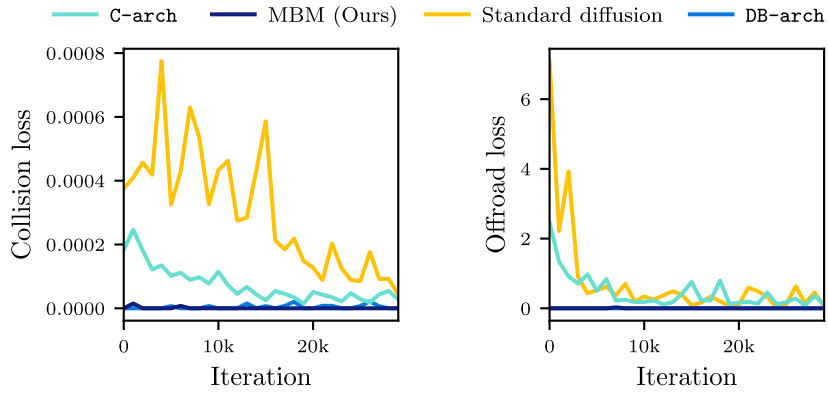 C-arch MBM (Ours) Standard diffusion DB-arch
Collision loss
0.0008
0.0006
0.0004
0.0002
0.0000
0 10k 20k
Iteration
Offroad loss
6
4
2
0
0 10k 20k
Iteration